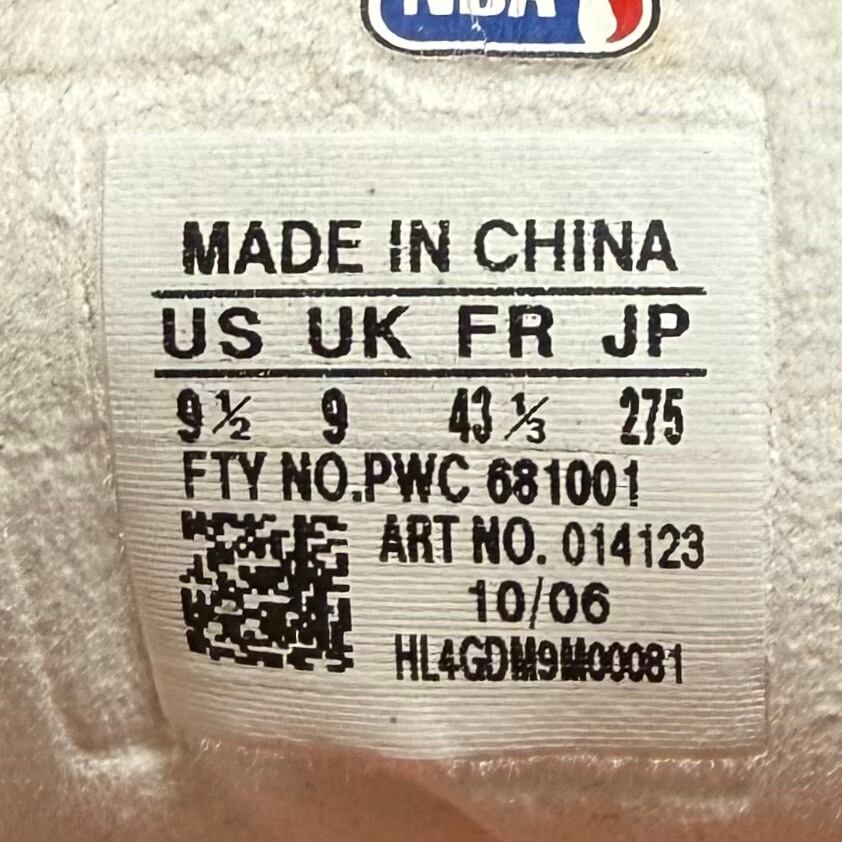 NBA
MADE IN CHINA
US UK FR JP
9½ 9 43⅓ 275
FTY NO.PWC 681001
ART NO. 014123
10/06
HL4GDM9M00081